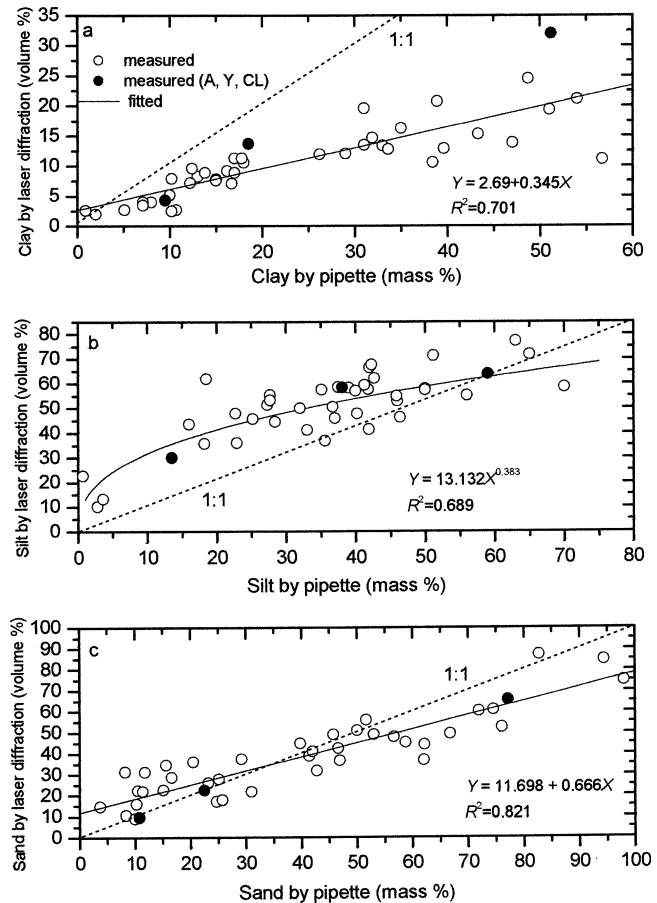 a
1:1
measured
measured (A, Y, CL)
fitted
Y = 2.69+0.345X
R²=0.701
35
30
25
20
15
10
5
0
0 10 20 30 40 50 60
Clay by laser diffraction (volume %)
Clay by pipette (mass %)
b
1:1
Y = 13.132X^0.383
R²=0.689
80
70
60
50
40
30
20
10
0
0 10 20 30 40 50 60 70 80
Silt by laser diffraction (volume %)
Silt by pipette (mass %)
c
1:1
Y = 11.698 + 0.666X
R²=0.821
100
90
80
70
60
50
40
30
20
10
0
0 10 20 30 40 50 60 70 80 90 100
Sand by laser diffraction (volume %)
Sand by pipette (mass %)